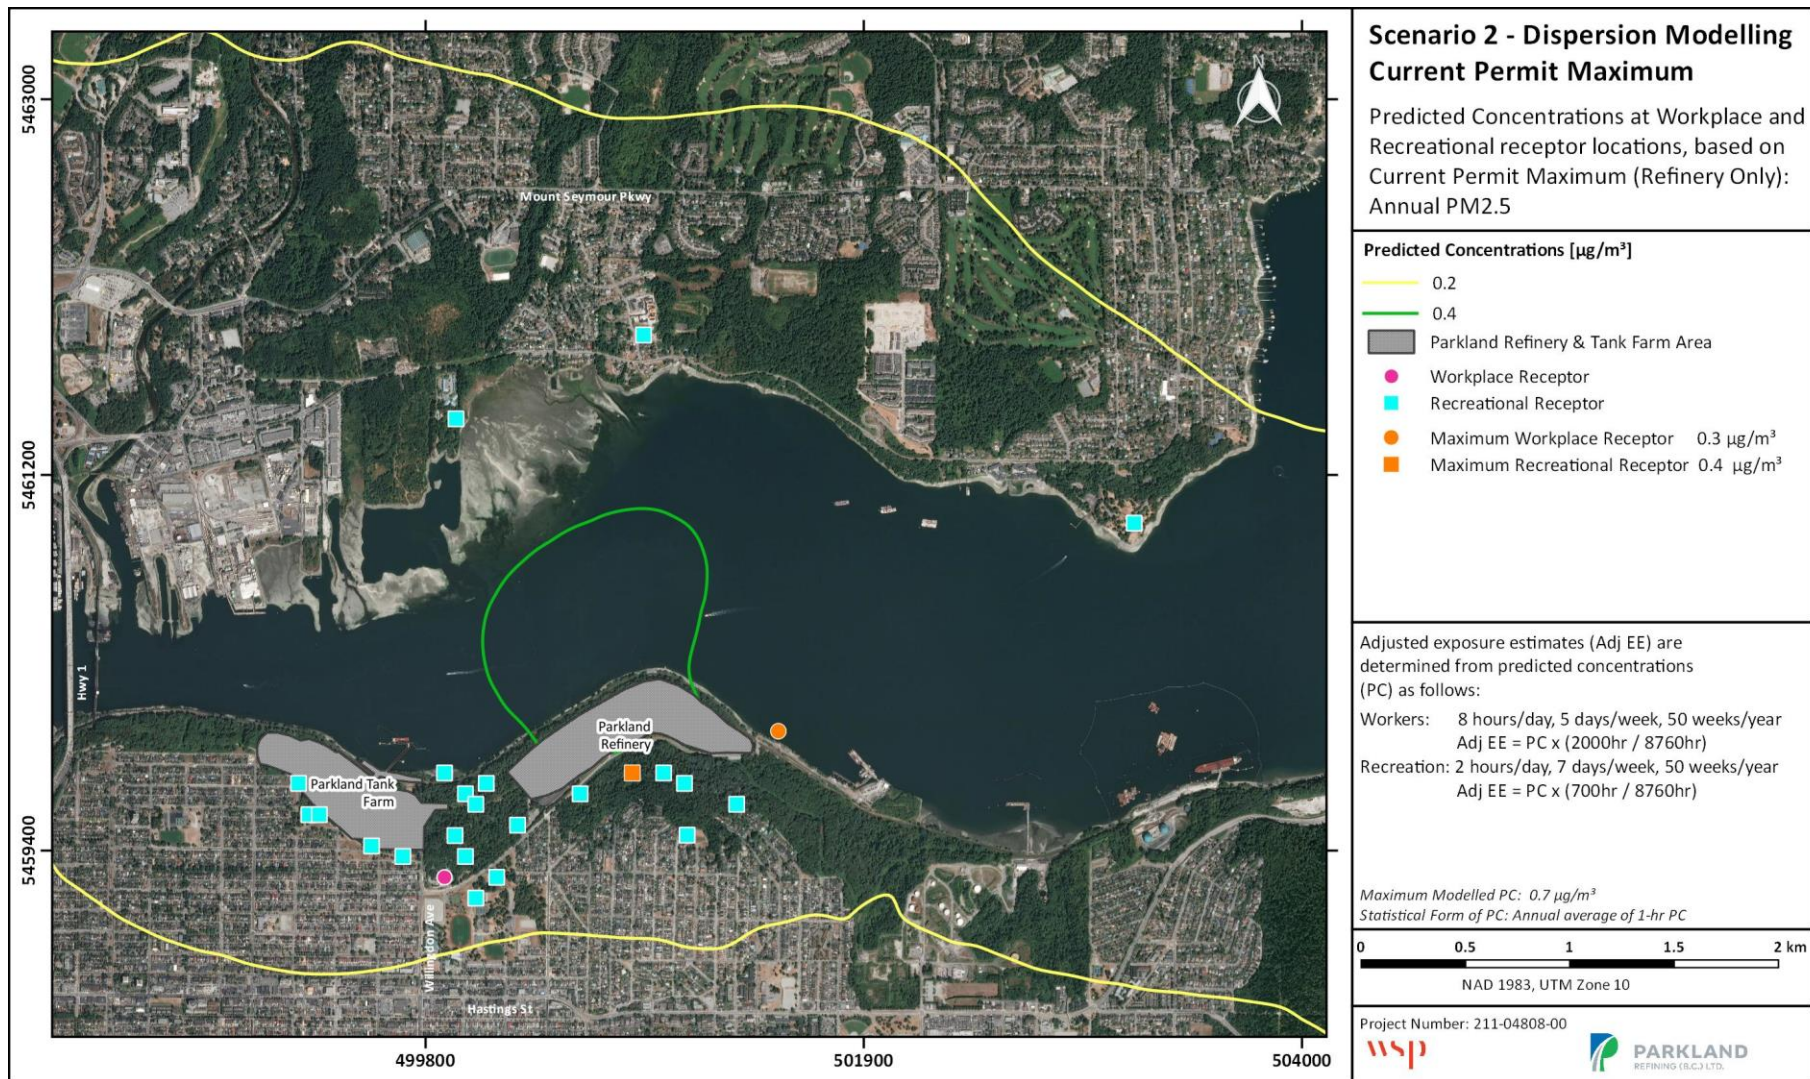 Scenario 2 - Dispersion Modelling
Current Permit Maximum
Predicted Concentrations at Workplace and
Recreational receptor locations, based on
Current Permit Maximum (Refinery Only):
Annual PM2.5
Predicted Concentrations [µg/m³]
0.2
0.4
Parkland Refinery & Tank Farm Area
Workplace Receptor
Recreational Receptor
Maximum Workplace Receptor 0.3 µg/m³
Maximum Recreational Receptor 0.4 µg/m³
Adjusted exposure estimates (Adj EE) are
determined from predicted concentrations
(PC) as follows:
Workers: 8 hours/day, 5 days/week, 50 weeks/year
Adj EE = PC x (2000hr / 8760hr)
Recreation: 2 hours/day, 7 days/week, 50 weeks/year
Adj EE = PC x (700hr / 8760hr)
Maximum Modelled PC: 0.7 µg/m³
Statistical Form of PC: Annual average of 1-hr PC
0 0.5 1 1.5 2 km
NAD 1983, UTM Zone 10
Project Number: 211-04808-00
wsp
PARKLAND
REFINING (B.C.) LTD.
N
Mount Seymour Pkwy
Hwy 1
Parkland
Refinery
Parkland Tank
Farm
Willingdon Ave
Hastings St
5463000
5461200
5459400
499800
501900
504000